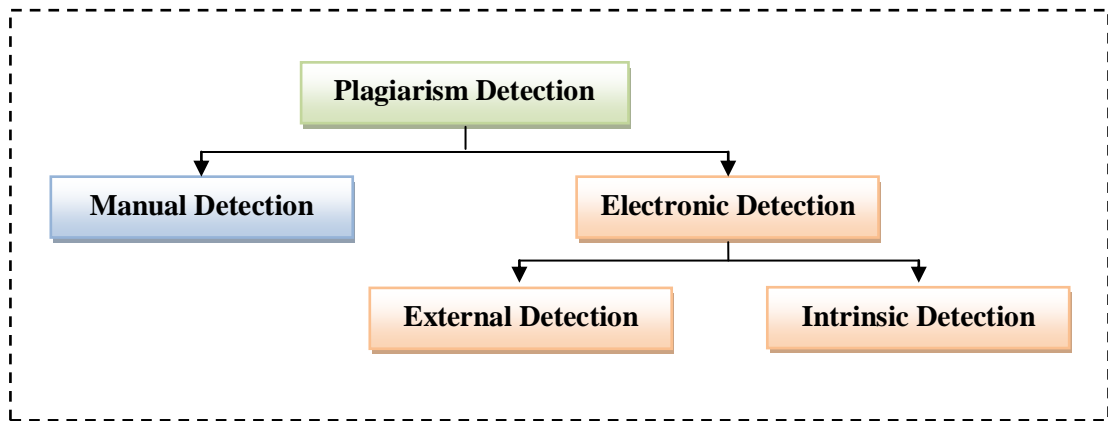 Plagiarism Detection
Manual Detection
Electronic Detection
External Detection
Intrinsic Detection